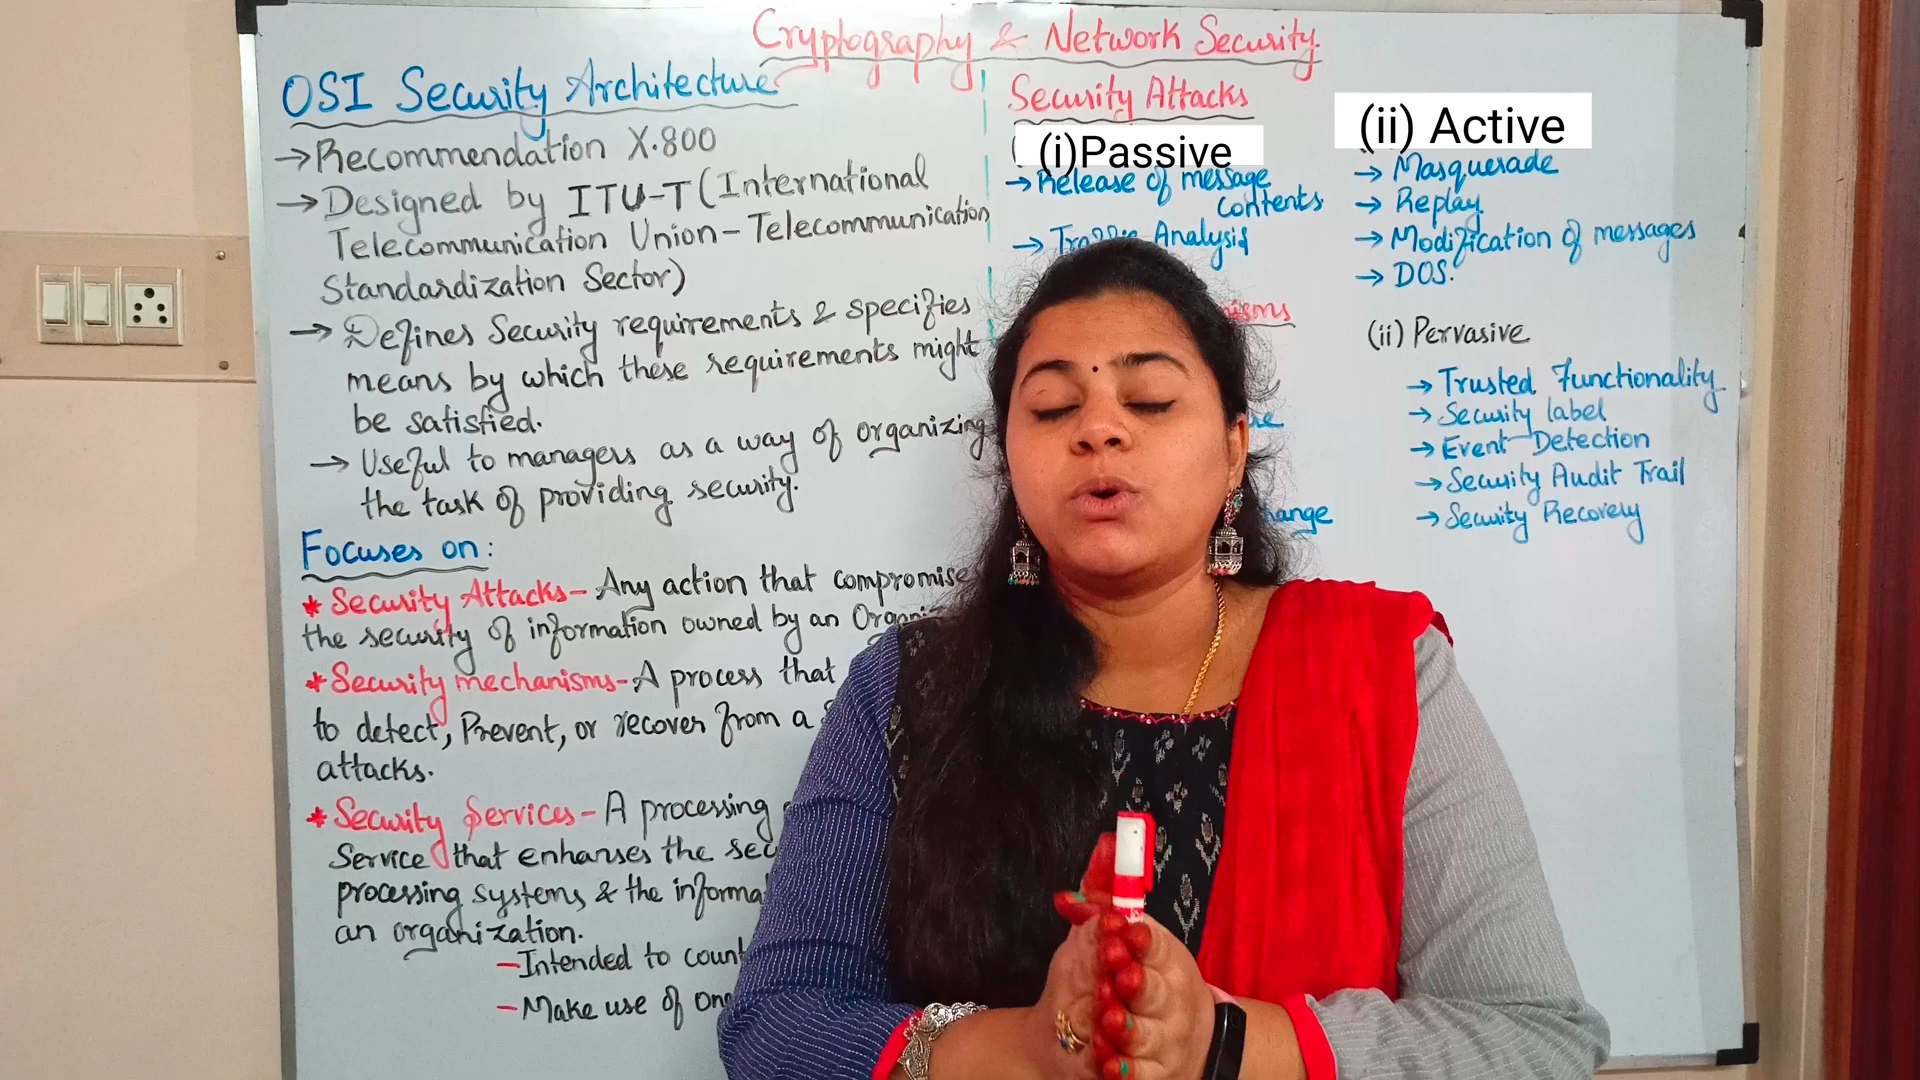 Cryptography & Network Security
OSI Security Architecture
→ Recommendation X.800
→ Designed by ITU-T (International
Telecommunication Union - Telecommunication
Standardization Sector)
→ Defines Security requirements & specifies
means by which these requirements might
be satisfied.
→ Useful to managers as a way of organizing
the task of providing security.
Focuses on:
* Security Attacks - Any action that compromise
the security of information owned by an
* Security mechanisms - A process that
to detect, Prevent, or recover from a
attacks.
* Security Services - A processing
Service that enhanses the
processing systems & the
an organization.
- Intended to
- Make use of
Security Attacks
(i)Passive
→ Release of message
contents
→ Traffic Analysis
(ii) Active
→ Masquerade
→ Replay
→ Modification of messages
→ DOS.
(ii) Pervasive
→ Trusted Functionality
→ Security label
→ Event Detection
→ Security Audit Trail
→ Security Recovery